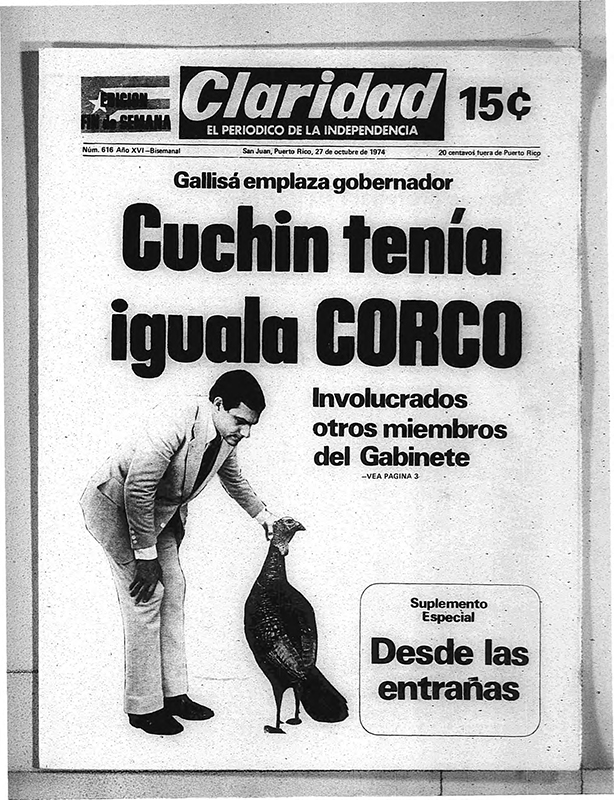 EDICION
FIN de SEMANA
Claridad
EL PERIODICO DE LA INDEPENDENCIA
15¢
Núm. 616 Año XVI-Bisemanal
San Juan, Puerto Rico, 27 de octubre de 1974
20 centavos fuera de Puerto Rico
Gallisá emplaza gobernador
Cuchin tenía
iguala CORCO
Involucrados
otros miembros
del Gabinete
-VEA PAGINA 3
Suplemento
Especial
Desde las
entrañas